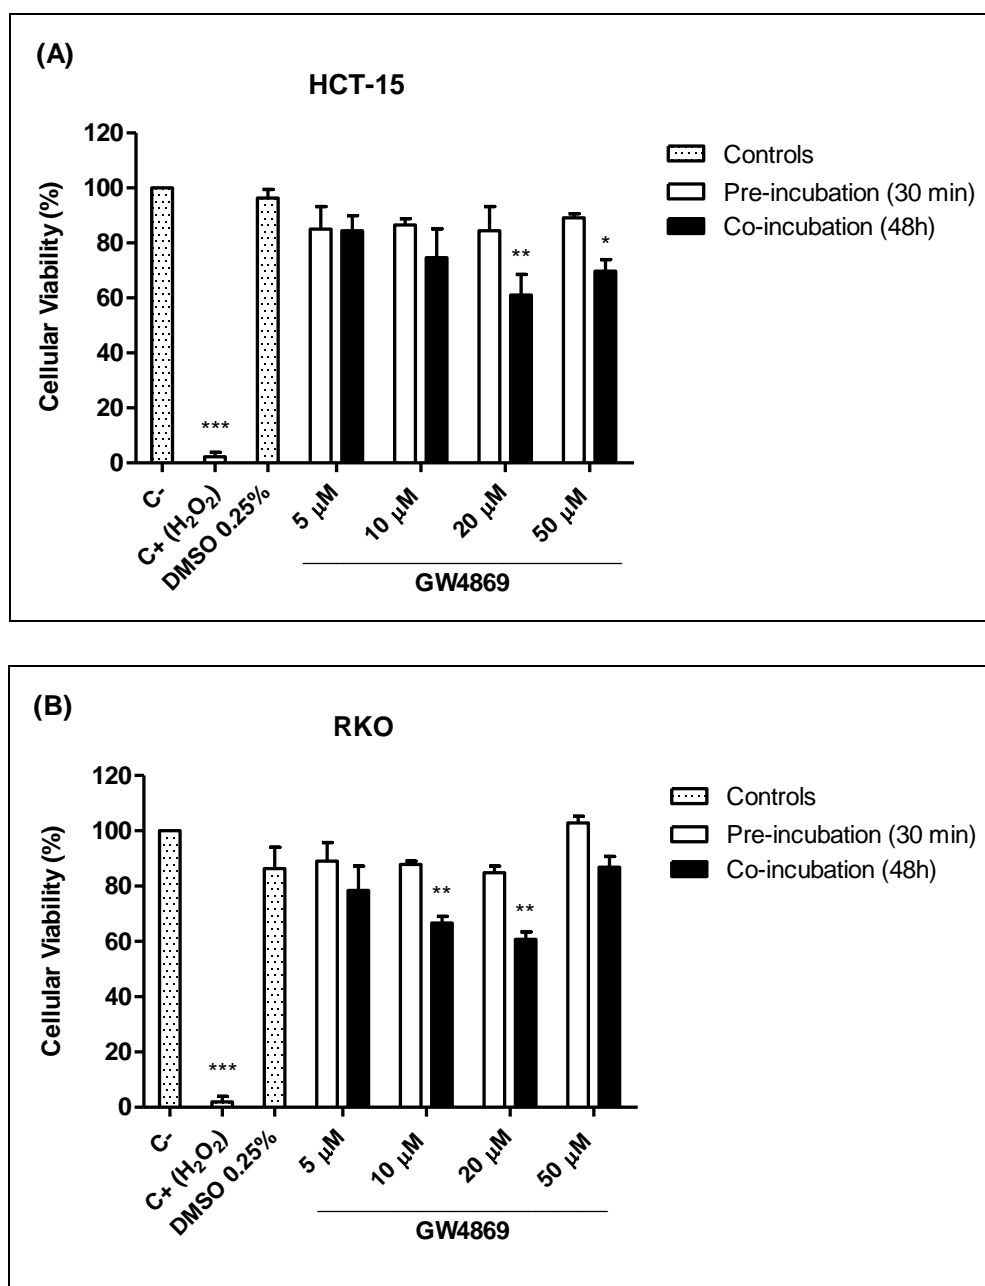 (A)
HCT-15
Cellular Viability (%)
120
100
80
60
40
20
0
***
**
*
Controls
Pre-incubation (30 min)
Co-incubation (48h)
C-
C+ (H₂O₂)
DMSO 0.25%
5 µM
10 µM
20 µM
50 µM
GW4869
(B)
RKO
Cellular Viability (%)
120
100
80
60
40
20
0
***
**
**
Controls
Pre-incubation (30 min)
Co-incubation (48h)
C-
C+ (H₂O₂)
DMSO 0.25%
5 µM
10 µM
20 µM
50 µM
GW4869